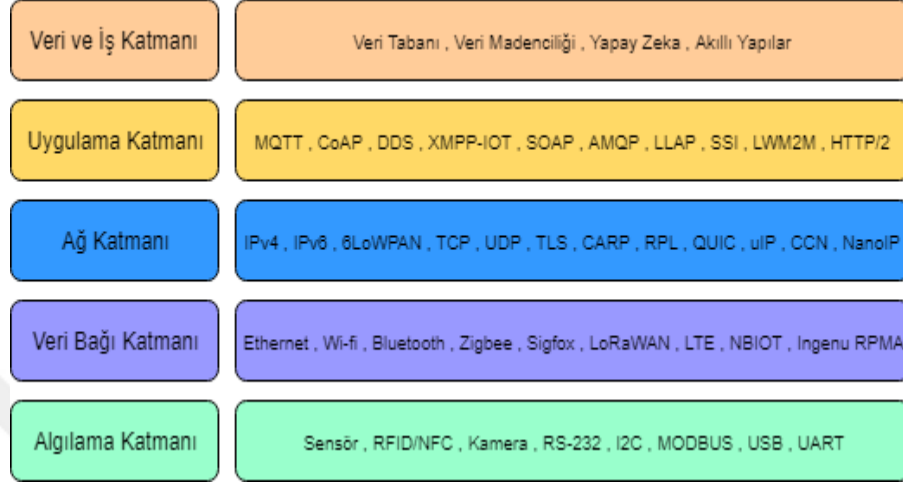 Veri ve İş Katmanı
Veri Tabanı , Veri Madenciliği , Yapay Zeka , Akıllı Yapılar
Uygulama Katmanı
MQTT , CoAP , DDS , XMPP-IOT , SOAP , AMQP , LLAP , SSI , LWM2M , HTTP/2
Ağ Katmanı
IPv4 , IPv6 , 6LoWPAN , TCP , UDP , TLS , CARP , RPL , QUIC , uIP , CCN , NanoIP
Veri Bağı Katmanı
Ethernet , Wi-fi , Bluetooth , Zigbee , Sigfox , LoRaWAN , LTE , NBIOT , Ingenu RPMA
Algılama Katmanı
Sensör , RFID/NFC , Kamera , RS-232 , I2C , MODBUS , USB , UART